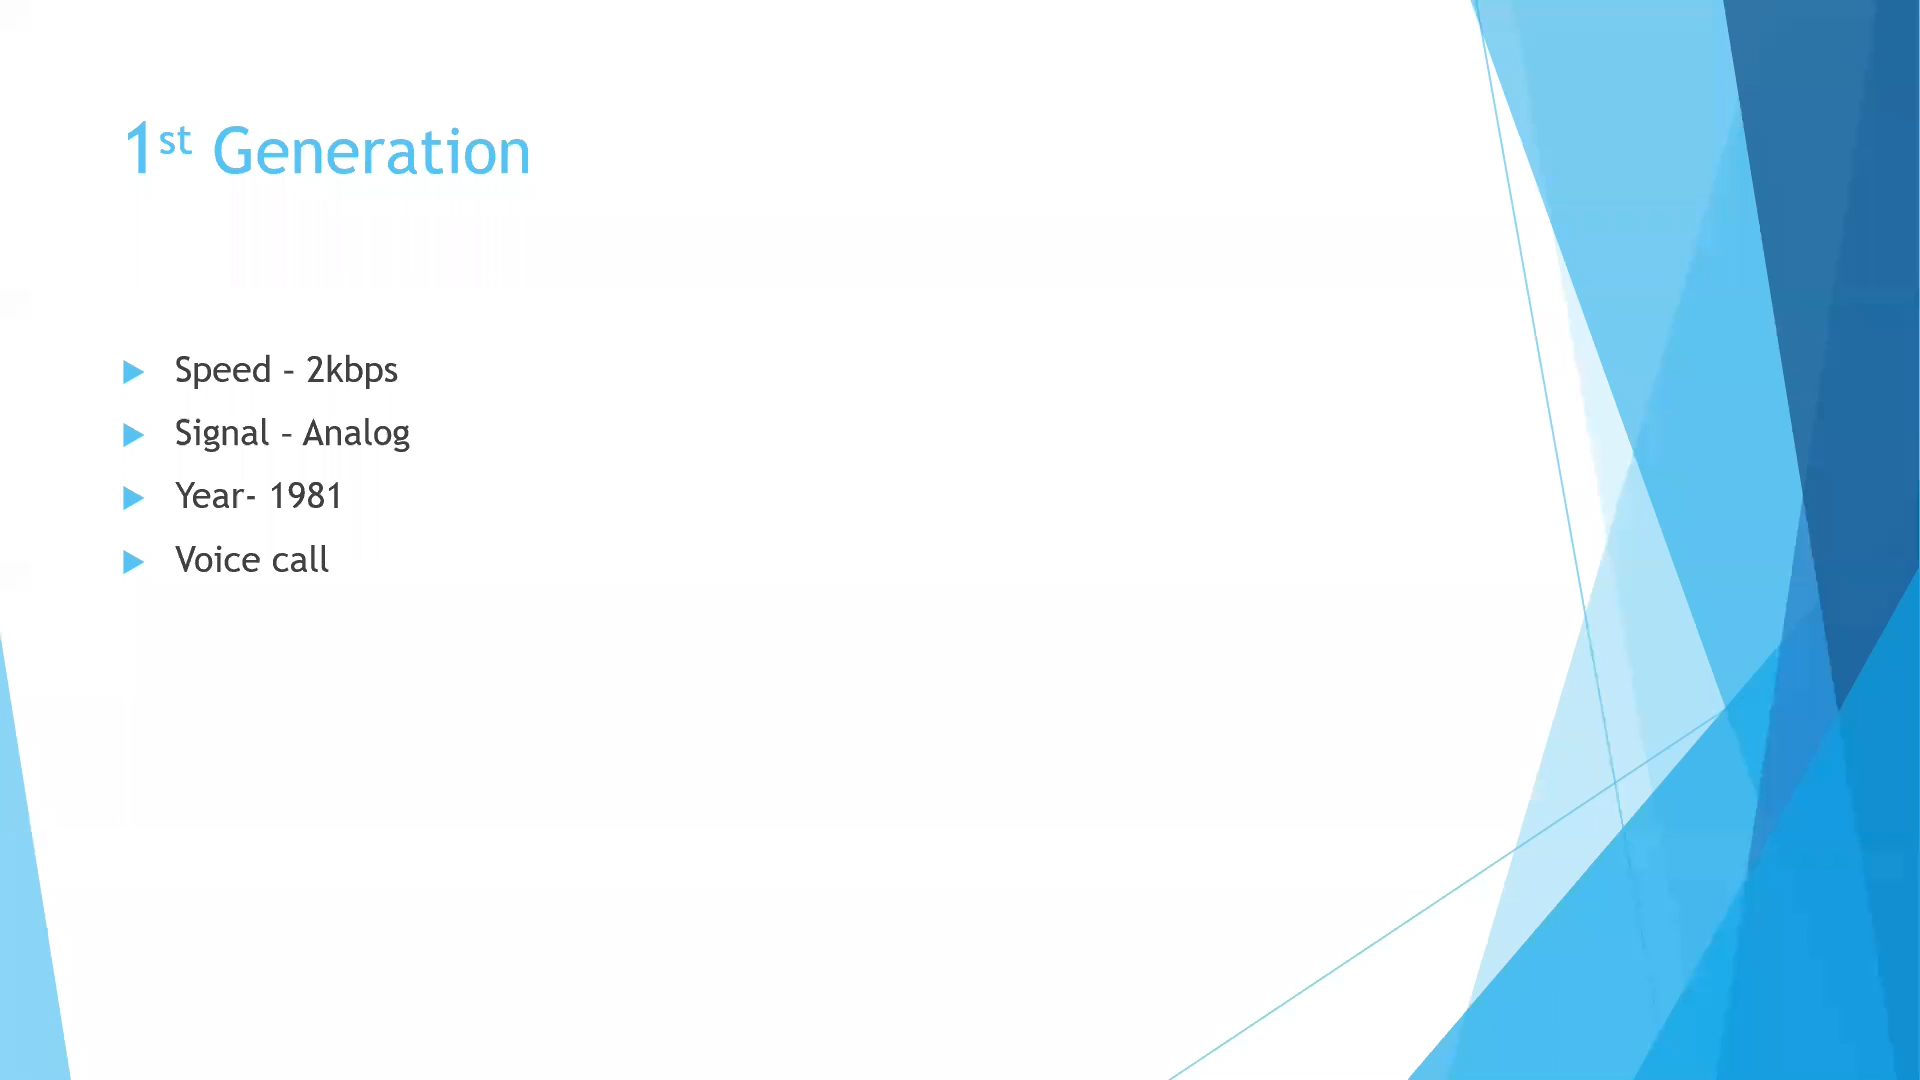 1st Generation
Speed – 2kbps
Signal – Analog
Year- 1981
Voice call